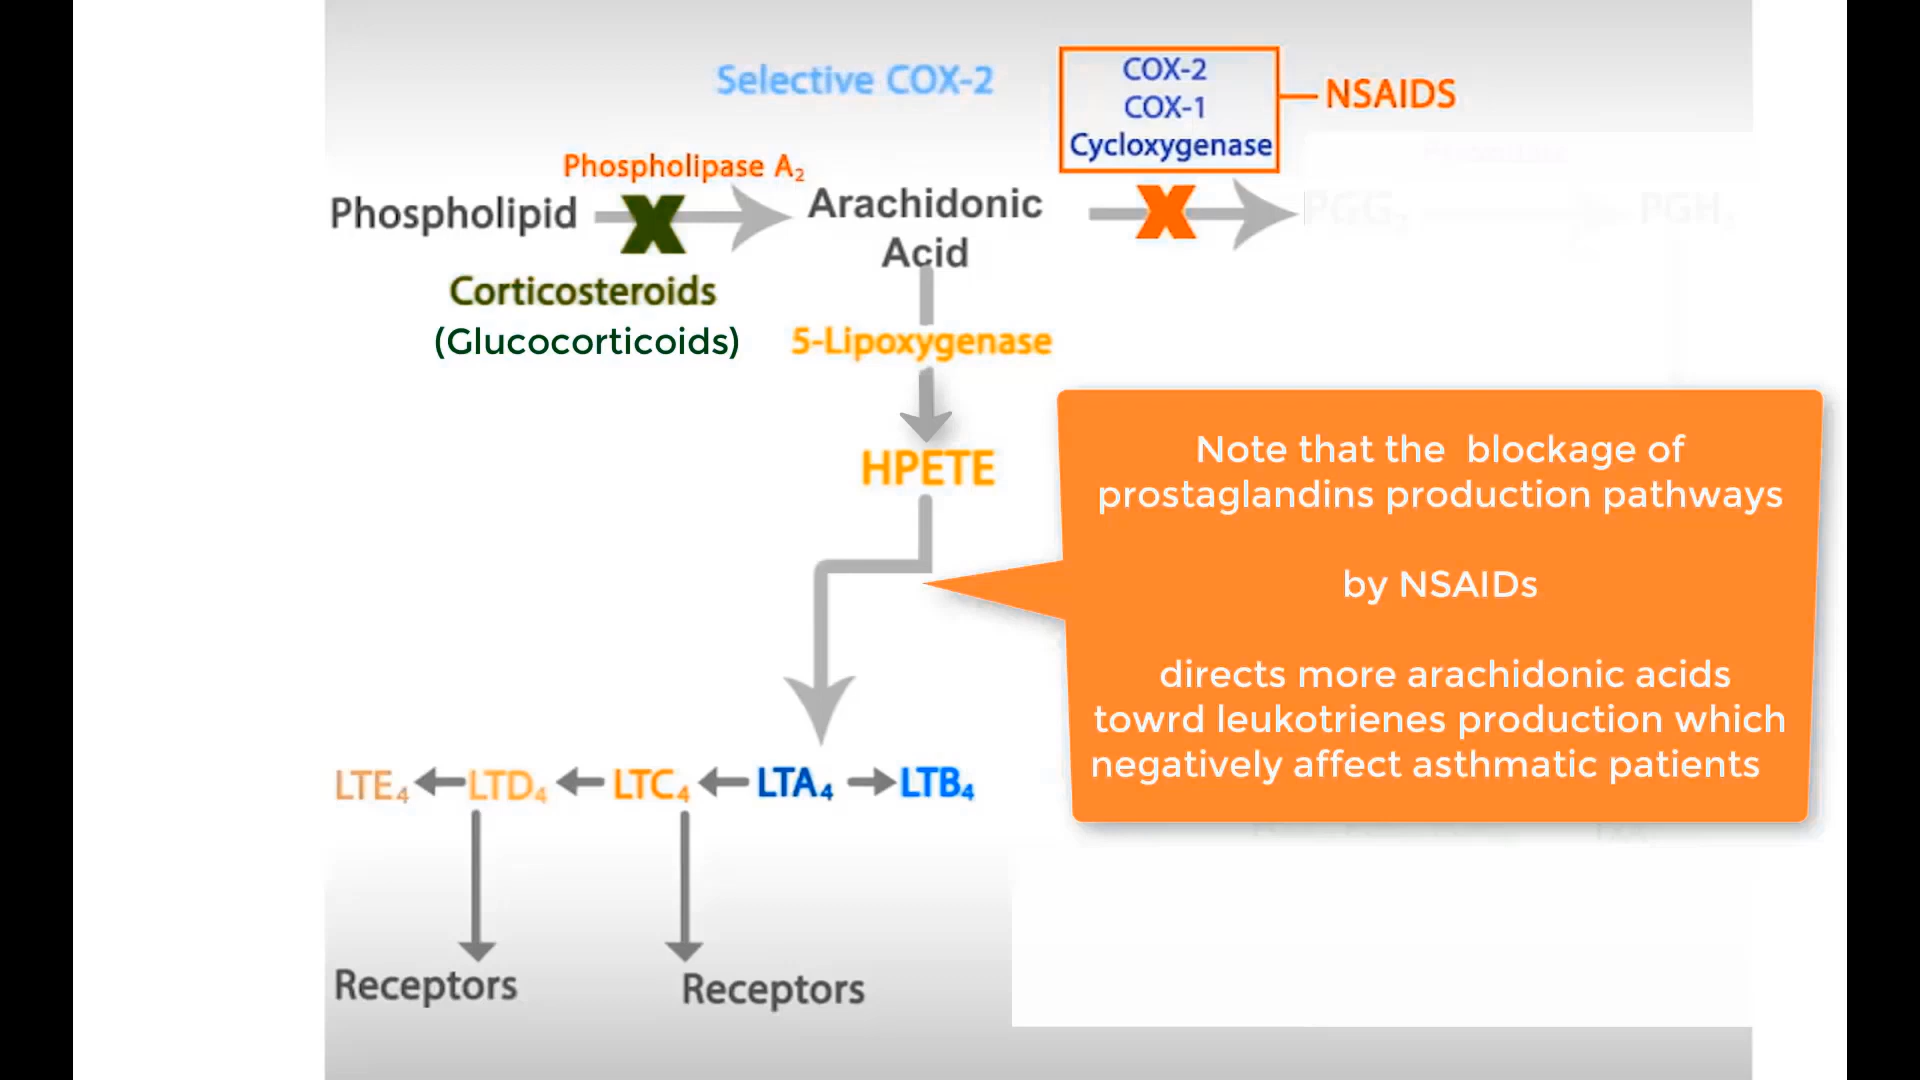 Selective COX-2
COX-2
COX-1
Cycloxygenase
NSAIDS
Phospholipase A₂
Phospholipid
Arachidonic
Acid
PGG₂
PGH₂
Corticosteroids
(Glucocorticoids)
5-Lipoxygenase
HPETE
Note that the blockage of
prostaglandins production pathways
by NSAIDs
directs more arachidonic acids
towrd leukotrienes production which
negatively affect asthmatic patients
LTE₄
LTD₄
LTC₄
LTA₄
LTB₄
Receptors
Receptors